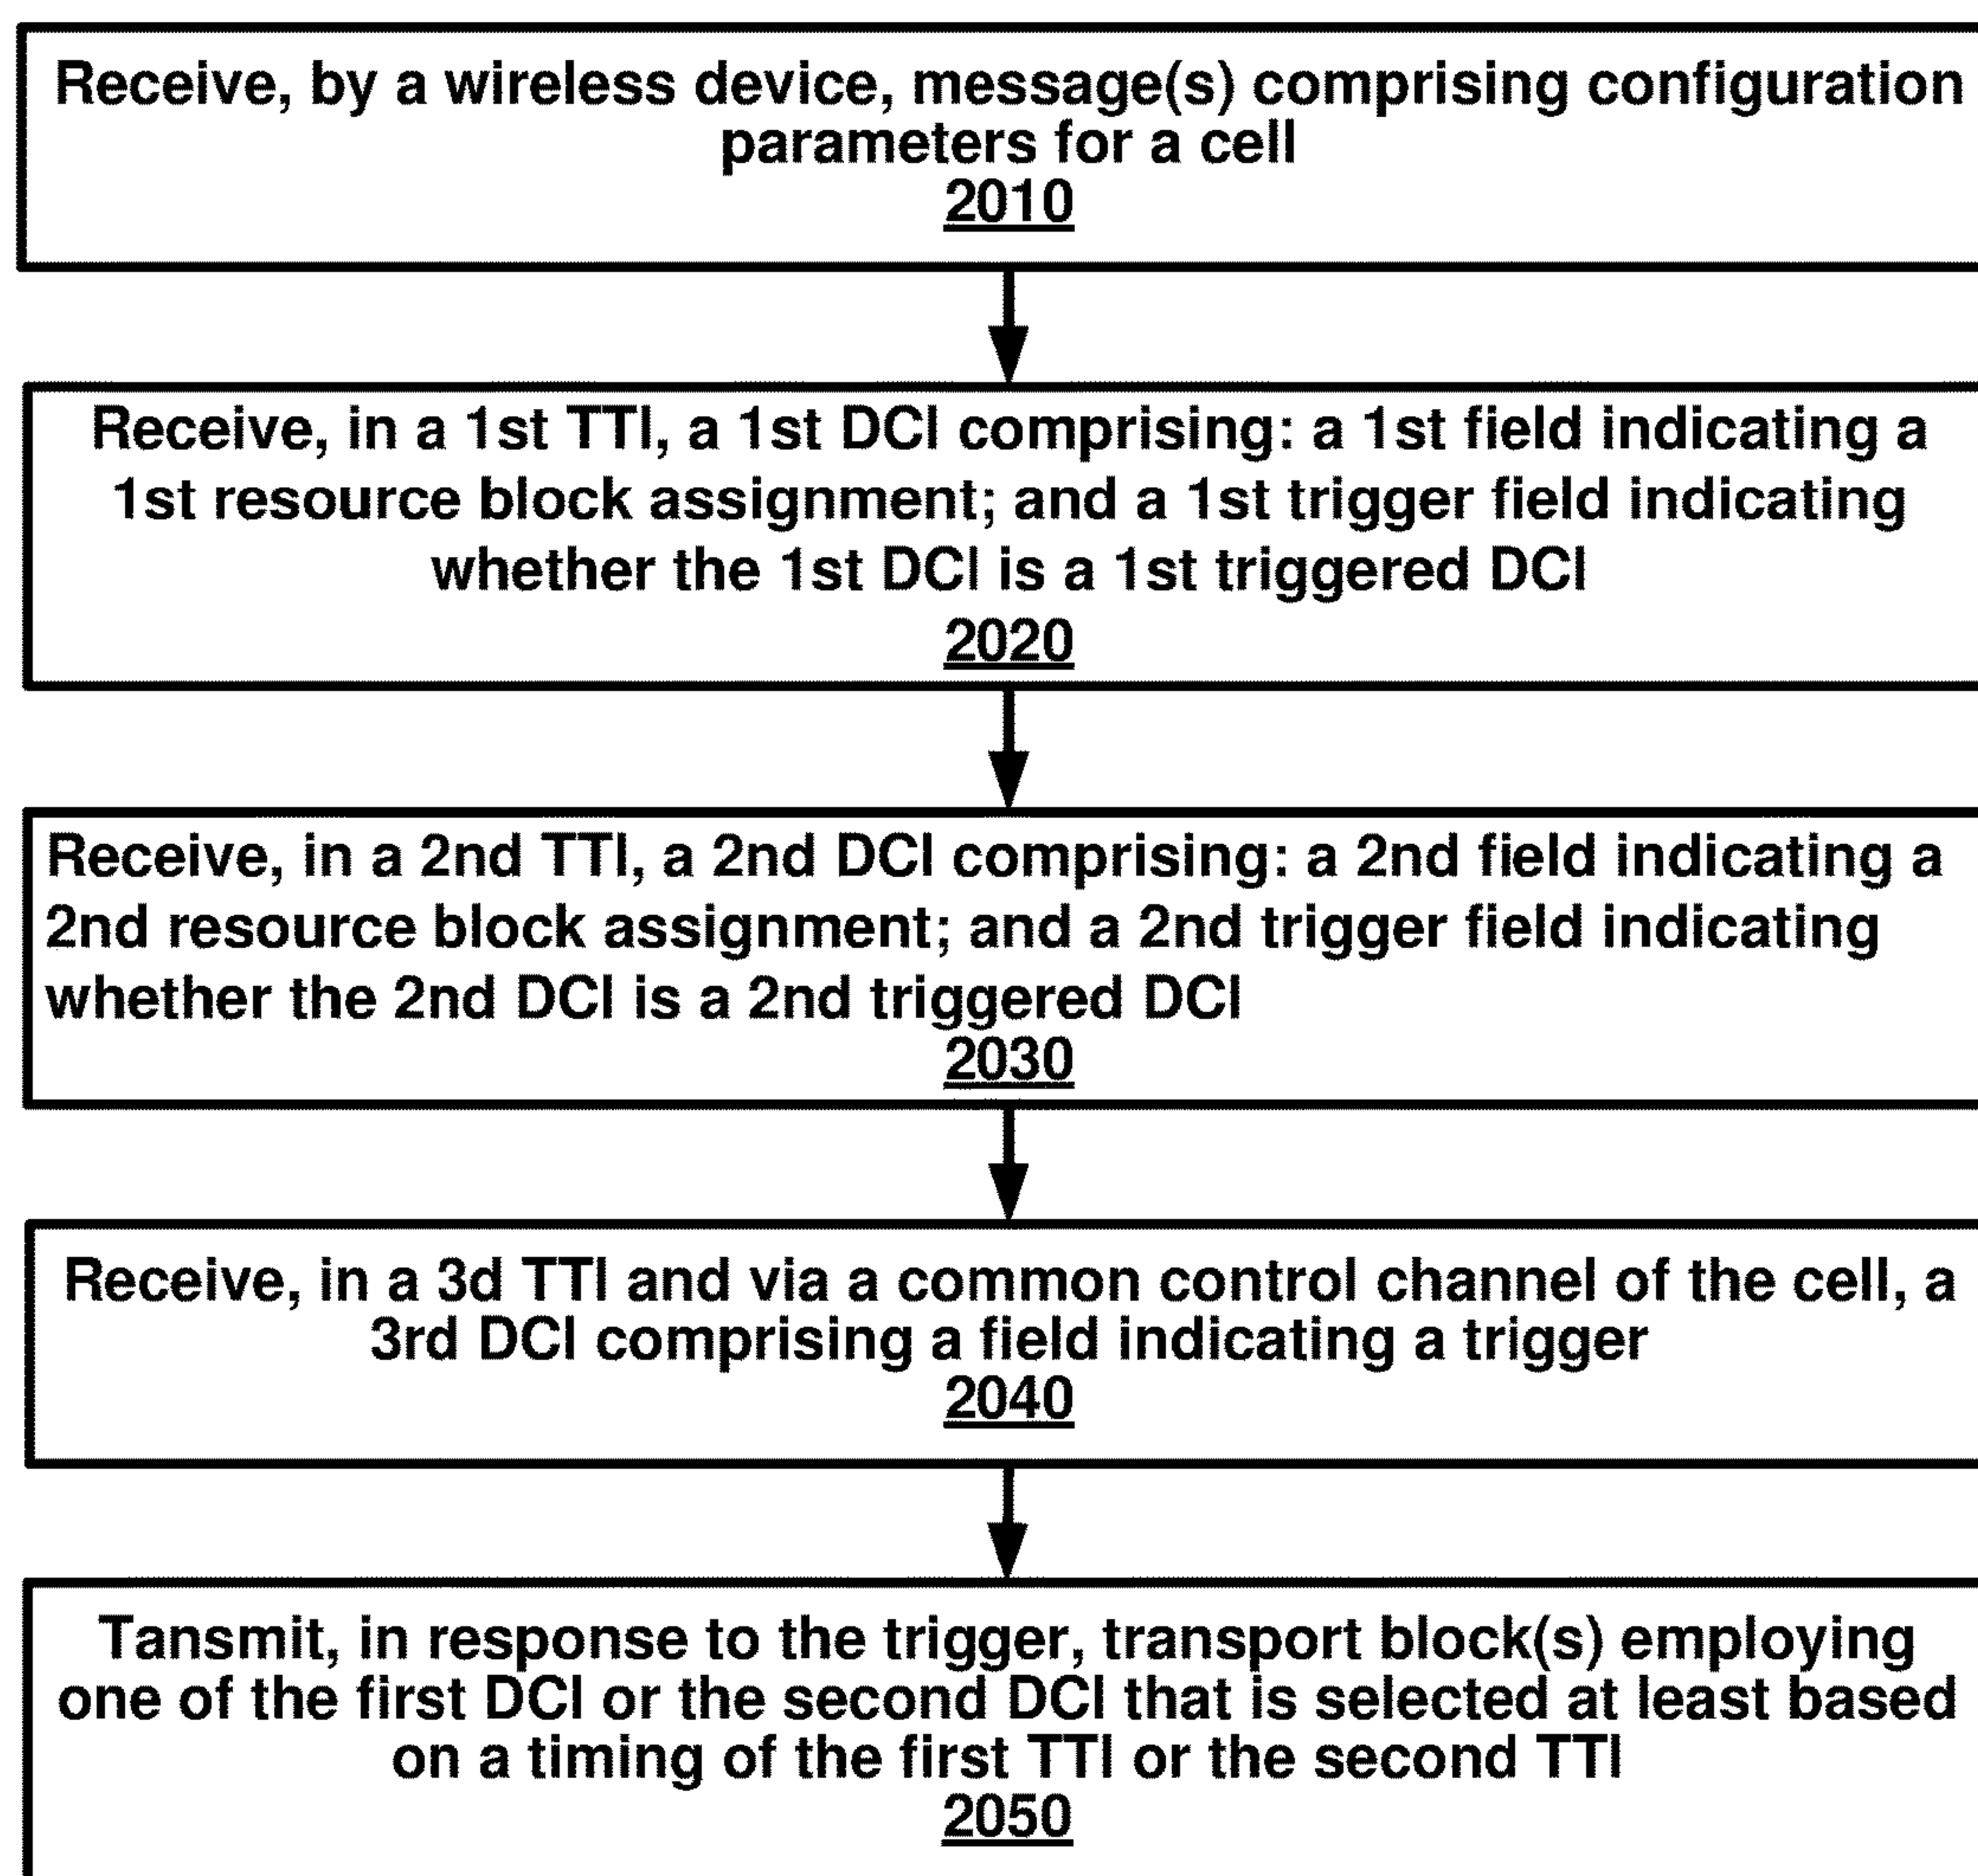 Receive, by a wireless device, message(s) comprising configuration
parameters for a cell
2010
Receive, in a 1st TTI, a 1st DCI comprising: a 1st field indicating a
1st resource block assignment; and a 1st trigger field indicating
whether the 1st DCI is a 1st triggered DCI
2020
Receive, in a 2nd TTI, a 2nd DCI comprising: a 2nd field indicating a
2nd resource block assignment; and a 2nd trigger field indicating
whether the 2nd DCI is a 2nd triggered DCI
2030
Receive, in a 3d TTI and via a common control channel of the cell, a
3rd DCI comprising a field indicating a trigger
2040
Tansmit, in response to the trigger, transport block(s) employing
one of the first DCI or the second DCI that is selected at least based
on a timing of the first TTI or the second TTI
2050